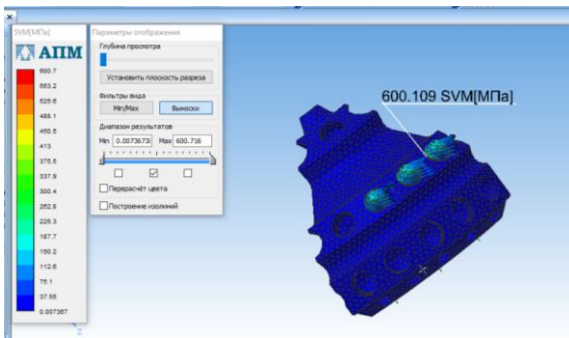 SVM[МПа]
АПМ
600.7
563.2
525.6
488.1
450.5
413
375.5
337.9
300.4
262.8
225.3
187.7
150.2
112.6
75.1
37.55
0.007367
Параметры отображения
Глубина просмотра
Установить плоскость разреза
Фильтры вида
Min/Max
Выноски
Диапазон результатов
Min 0.0073673 Max 600.716
Перерасчёт цвета
Построение изолиний
600.109 SVM[МПа]